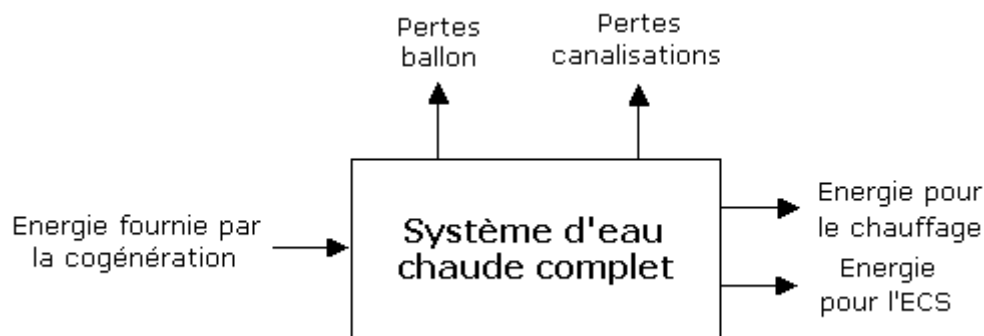 Pertes
ballon
Pertes
canalisations
Energie fournie par
la cogénération
Système d'eau
chaude complet
Energie pour
le chauffage
Energie
pour l'ECS